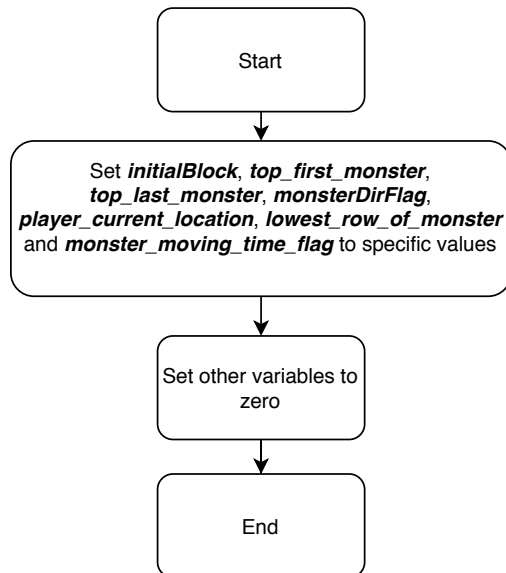 Start
Set initialBlock, top_first_monster,
top_last_monster, monsterDirFlag,
player_current_location, lowest_row_of_monster
and monster_moving_time_flag to specific values
Set other variables to
zero
End